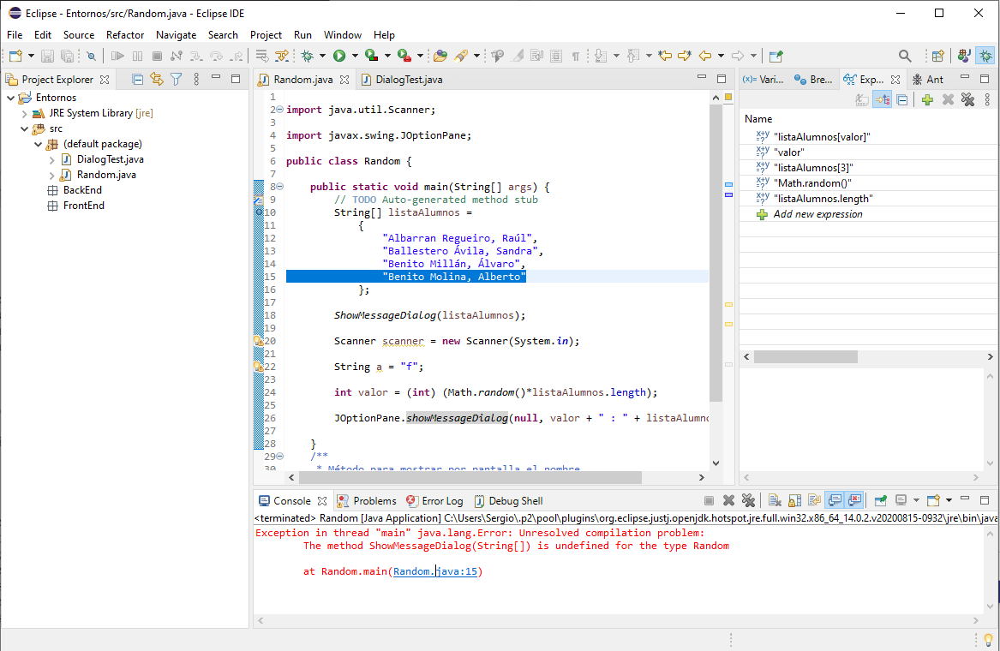 Eclipse - Entornos/src/Random.java - Eclipse IDE
File Edit Source Refactor Navigate Search Project Run Window Help
Project Explorer
Entornos
JRE System Library [jre]
src
(default package)
DialogTest.java
Random.java
BackEnd
FrontEnd
Random.java DialogTest.java
1
2 import java.util.Scanner;
3
4 import javax.swing.JOptionPane;
5
6 public class Random {
7
8 public static void main(String[] args) {
9 // TODO Auto-generated method stub
10 String[] listaAlumnos =
11 {
12 "Albarran Regueiro, Raúl",
13 "Ballestero Ávila, Sandra",
14 "Benito Millán, Álvaro",
15 "Benito Molina, Alberto"
16 };
17
18 ShowMessageDialog(listaAlumnos);
19
20 Scanner scanner = new Scanner(System.in);
21
22 String a = "f";
23
24 int valor = (int) (Math.random()*listaAlumnos.length);
25
26 JOptionPane.showMessageDialog(null, valor + " : " + listaAlumno
27
28 }
29 /**
30 * Método para mostrar por pantalla el nombre
(x)= Vari... Bre... Exp... Ant
Name
"listaAlumnos[valor]"
"valor"
"listaAlumnos[3]"
"Math.random()"
"listaAlumnos.length"
Add new expression
Console Problems Error Log Debug Shell
<terminated> Random [Java Application] C:\Users\Sergio\.p2\pool\plugins\org.eclipse.justj.openjdk.hotspot.jre.full.win32.x86_64_14.0.2.v20200815-0932\jre\bin\java
Exception in thread "main" java.lang.Error: Unresolved compilation problem:
The method ShowMessageDialog(String[]) is undefined for the type Random
at Random.main(Random.java:15)